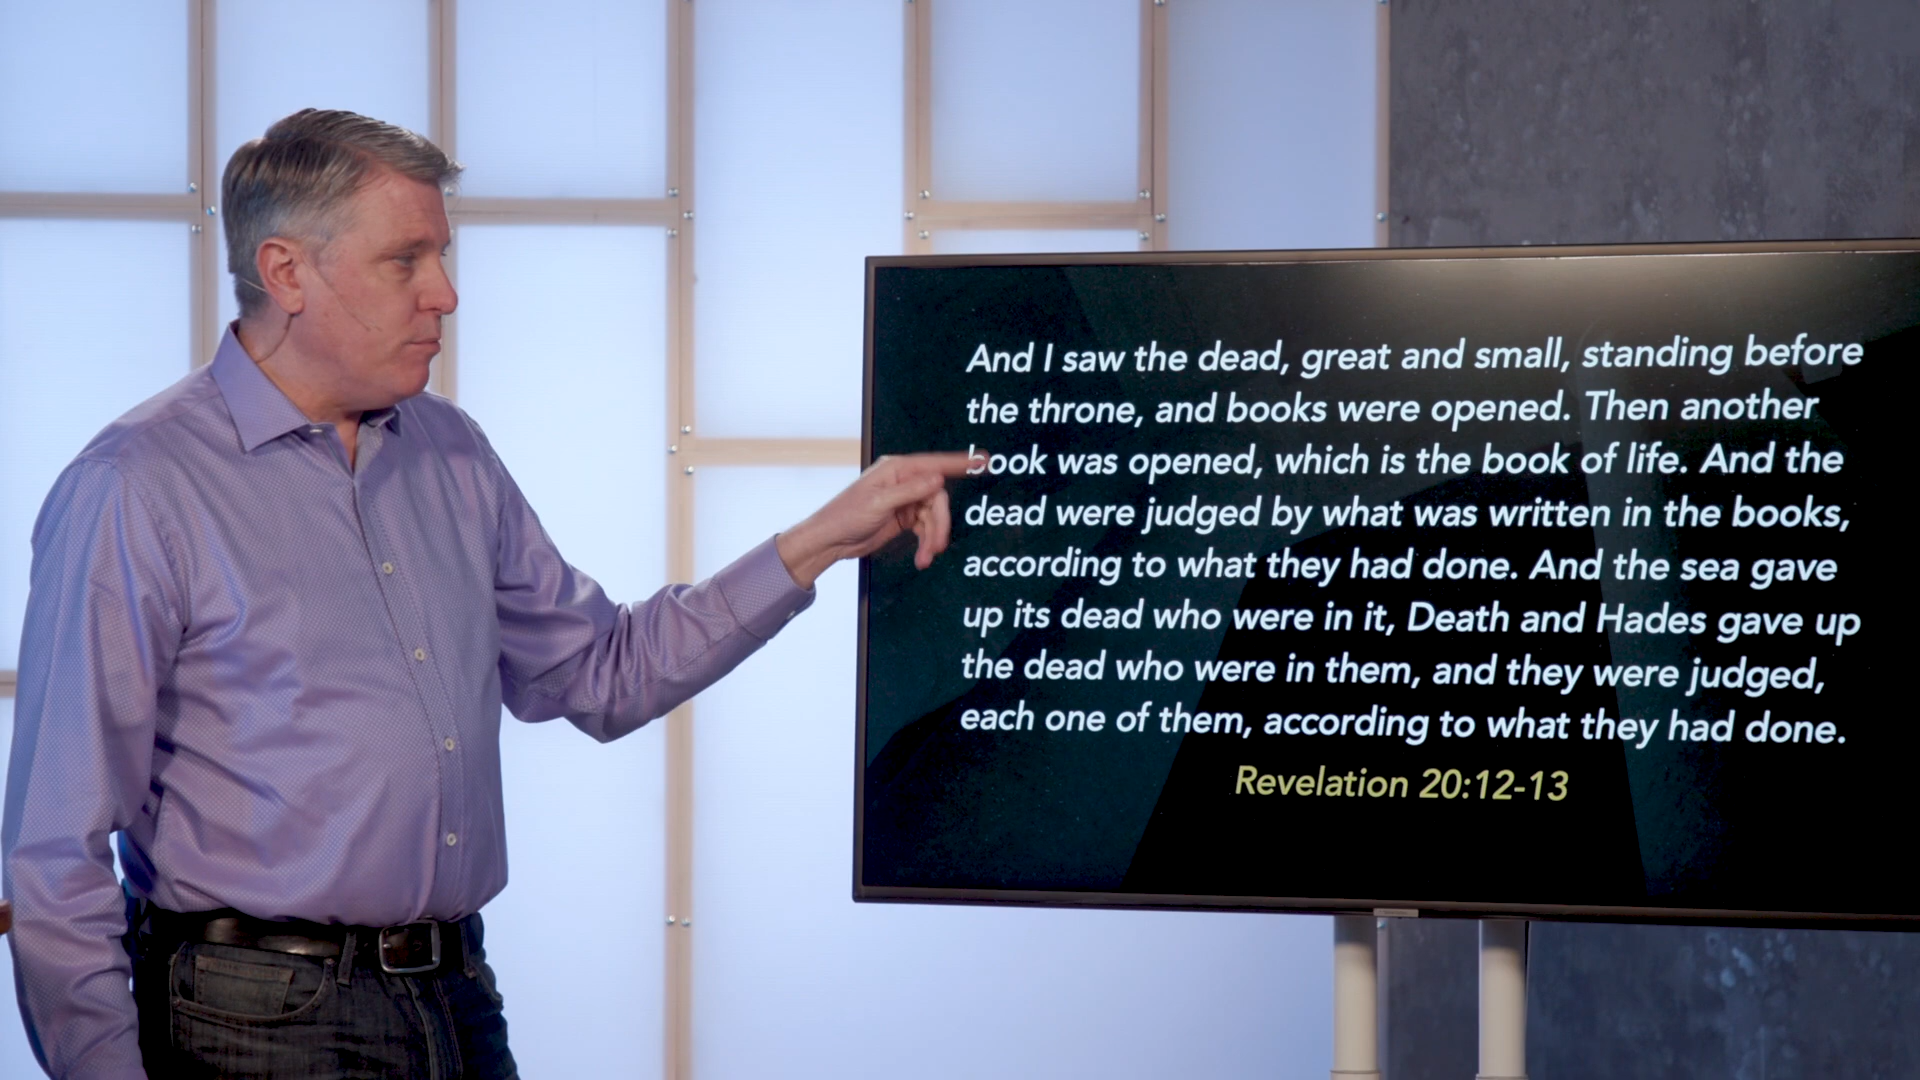 And I saw the dead, great and small, standing before
the throne, and books were opened. Then another
book was opened, which is the book of life. And the
dead were judged by what was written in the books,
according to what they had done. And the sea gave
up its dead who were in it, Death and Hades gave up
the dead who were in them, and they were judged,
each one of them, according to what they had done.
Revelation 20:12-13